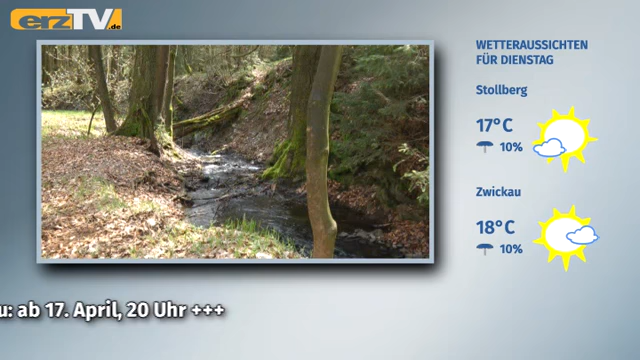 erzTV.de
WETTERAUSSICHTEN
FÜR DIENSTAG
Stollberg
17°C
10%
Zwickau
18°C
10%
ab 17. April, 20 Uhr +++